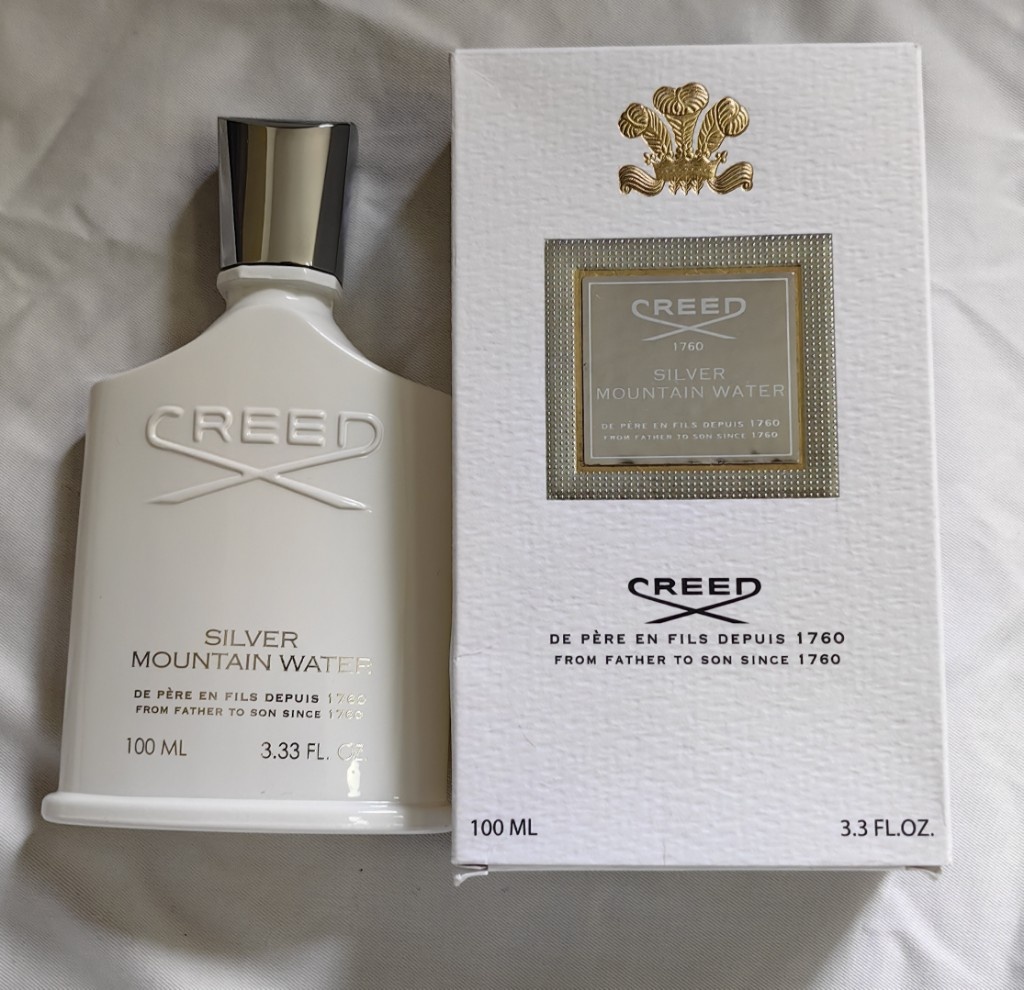 CREED
SILVER
MOUNTAIN WATER
DE PÈRE EN FILS DEPUIS 1760
FROM FATHER TO SON SINCE 1760
100 ML 3.33 FL. OZ.
CREED
1760
SILVER
MOUNTAIN WATER
DE PÈRE EN FILS DEPUIS 1760
FROM FATHER TO SON SINCE 1760
CREED
DE PÈRE EN FILS DEPUIS 1760
FROM FATHER TO SON SINCE 1760
100 ML 3.3 FL.OZ.